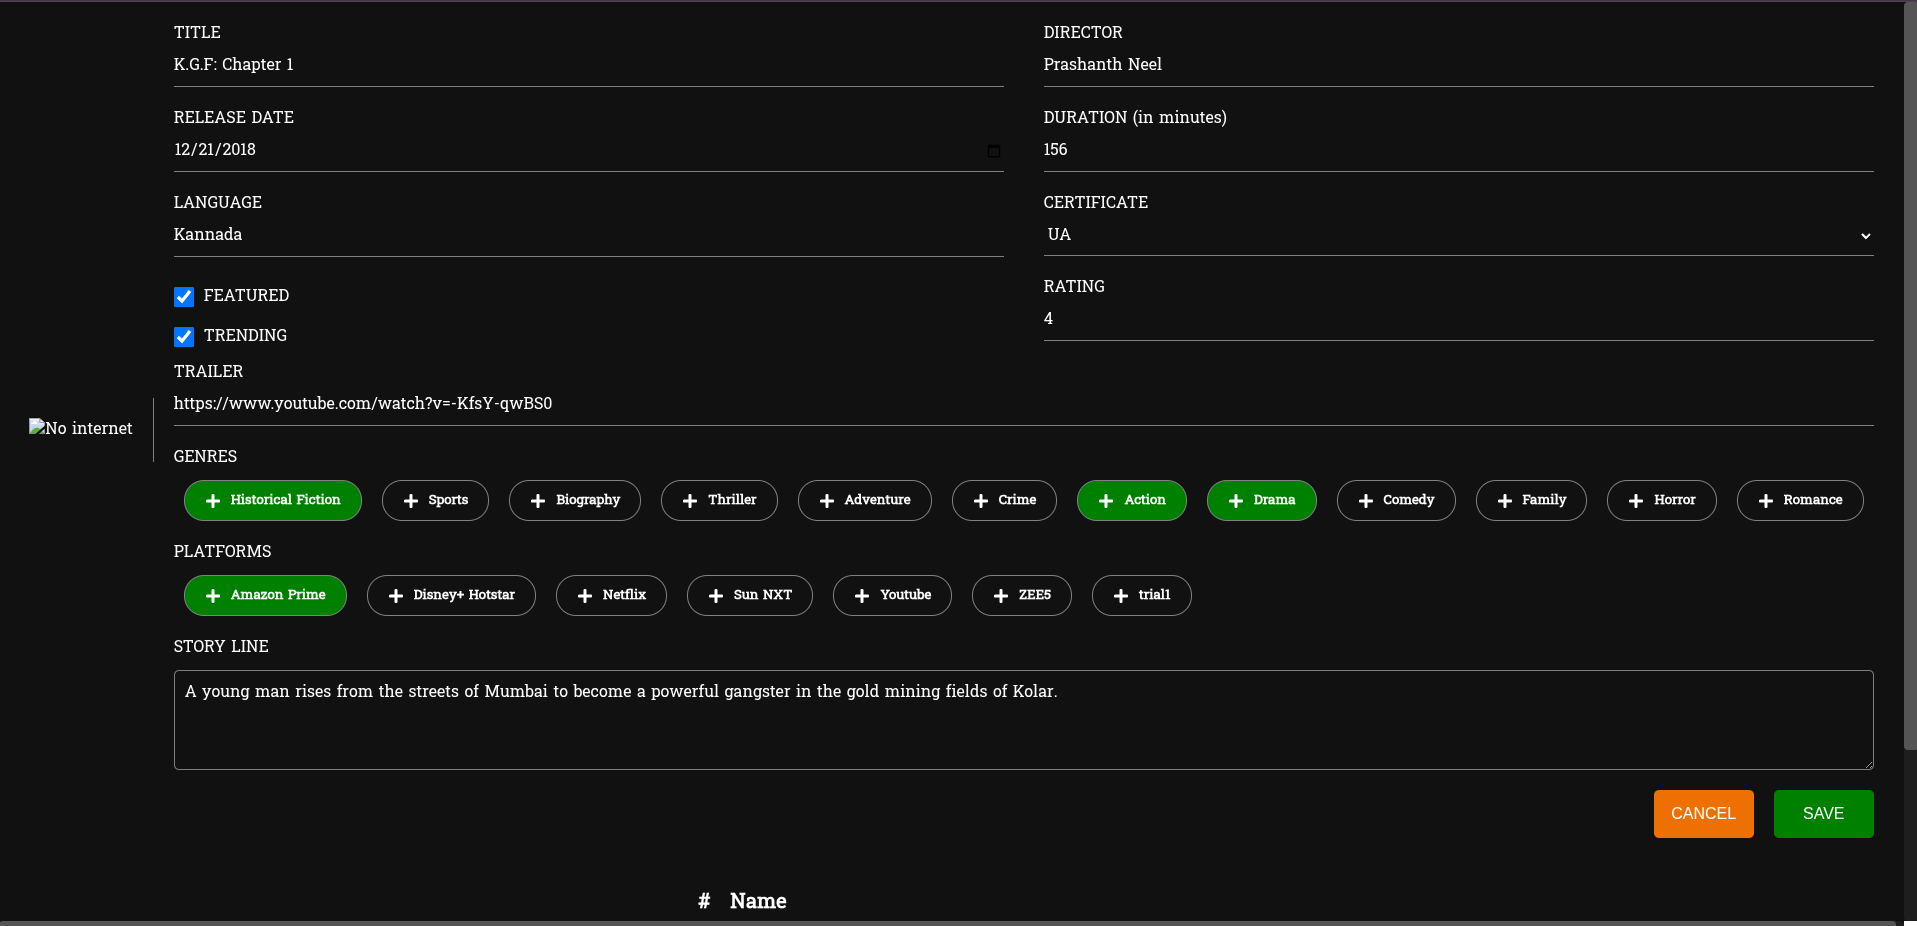 TITLE
K.G.F: Chapter 1
DIRECTOR
Prashanth Neel
RELEASE DATE
12/21/2018
DURATION (in minutes)
156
LANGUAGE
Kannada
CERTIFICATE
UA
FEATURED
TRENDING
RATING
4
TRAILER
https://www.youtube.com/watch?v=-KfsY-qwBS0
No internet
GENRES
Historical Fiction Sports Biography Thriller Adventure Crime Action Drama Comedy Family Horror Romance
PLATFORMS
Amazon Prime Disney+ Hotstar Netflix Sun NXT Youtube ZEE5 trial1
STORY LINE
A young man rises from the streets of Mumbai to become a powerful gangster in the gold mining fields of Kolar.
CANCEL SAVE
# Name